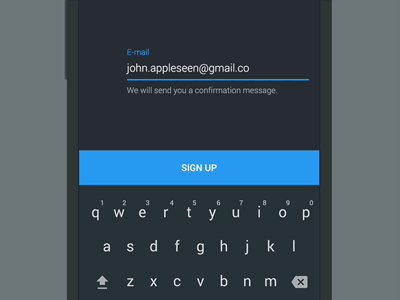 E-mail
john.appleseen@gmail.co
We will send you a confirmation message.
SIGN UP
1 2 3 4 5 6 7 8 9 0
q w e r t y u i o p
a s d f g h j k l
z x c v b n m